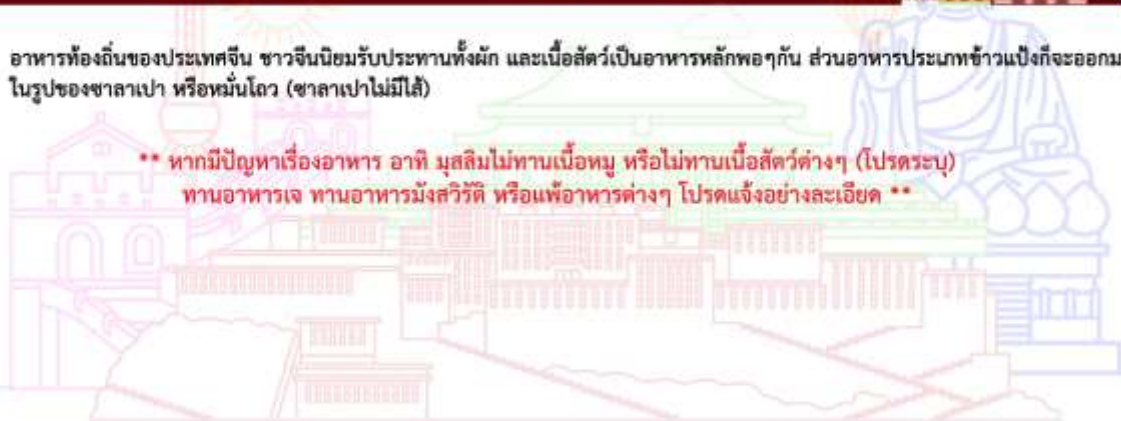 อาหารท้องถิ่นของประเทศจีน ชาวจีนนิยมรับประทานทั้งผัก และเนื้อสัตว์เป็นอาหารหลักพอๆกัน ส่วนอาหารประเภทข้าวแป้งก็จะออกม
ในรูปของซาลาเปา หรือหมั่นโถว (ซาลาเปาไม่มีไส้)
** หากมีปัญหาเรื่องอาหาร อาทิ มุสลิมไม่ทานเนื้อหมู หรือไม่ทานเนื้อสัตว์ต่างๆ (โปรดระบุ)
ทานอาหารเจ ทานอาหารมังสวิรัติ หรือแพ้อาหารต่างๆ โปรดแจ้งอย่างละเอียด **